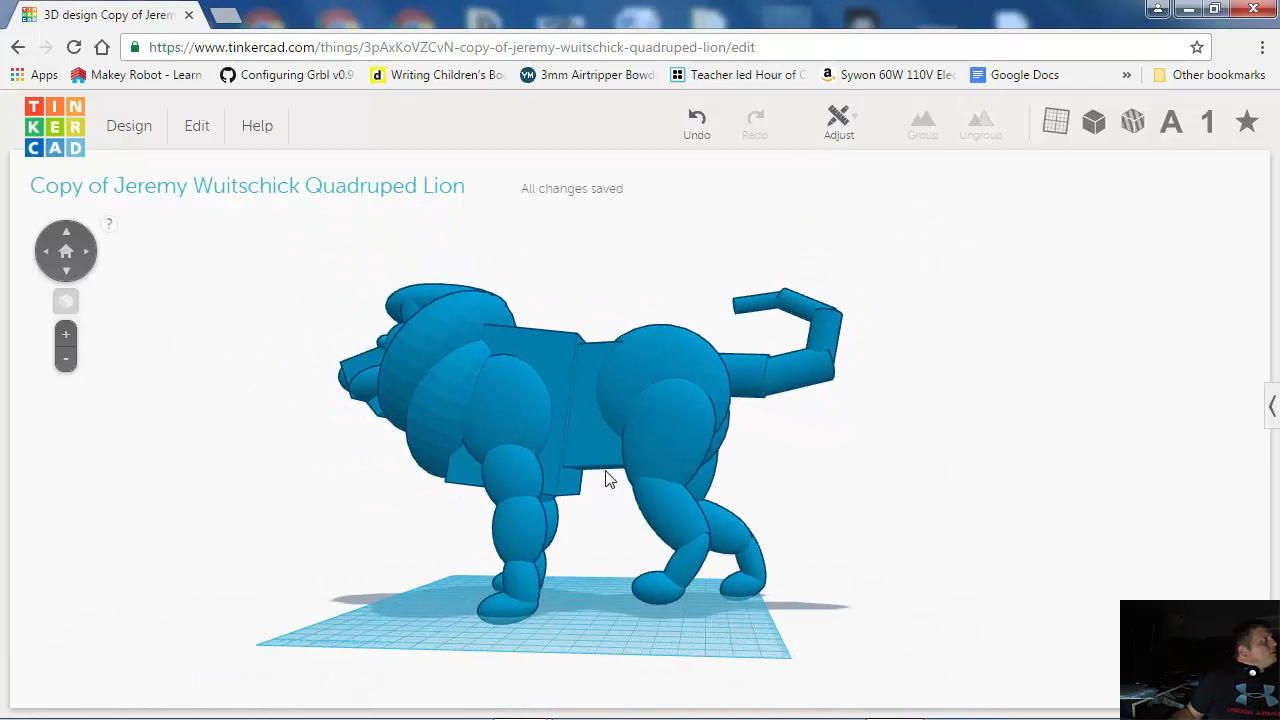 3D design Copy of Jerem
https://www.tinkercad.com/things/3pAxKoVZCvN-copy-of-jeremy-wuitschick-quadruped-lion/edit
Apps Makey Robot - Learn Configuring Grbl v0.9 Writing Children's Bo 3mm Airtripper Bowd Teacher led Hour of C Sywon 60W 110V Elec Google Docs » Other bookmarks
TIN
KER
CAD
Design Edit Help Undo Redo Adjust Group Ungroup
Copy of Jeremy Wuitschick Quadruped Lion All changes saved
?
+
-
UNDER ARMO